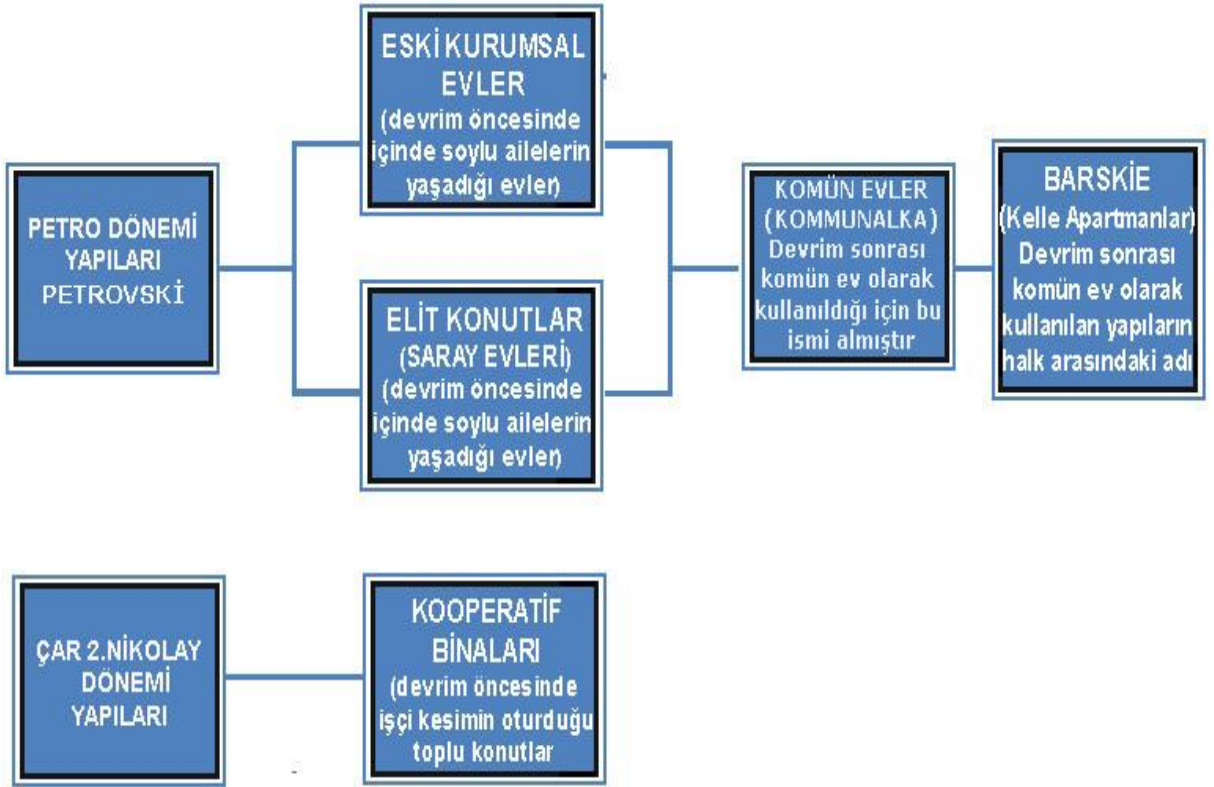 PETRO DÖNEMİ
YAPILARI
PETROVSKİ
ESKİ KURUMSAL
EVLER
(devrim öncesinde
içinde soylu ailelerin
yaşadığı evler)
ELİT KONUTLAR
(SARAY EVLERİ)
(devrim öncesinde
içinde soylu ailelerin
yaşadığı evler)
KOMÜN EVLER
(KOMMUNALKA)
Devrim sonrası
komün ev olarak
kullanıldığı için bu
ismi almıştır
BARSKİE
(Kelle Apartmanlar)
Devrim sonrası
komün ev olarak
kullanılan yapıların
halk arasındaki adı
ÇAR 2.NİKOLAY
DÖNEMİ
YAPILARI
KOOPERATİF
BİNALARI
(devrim öncesinde
işçi kesimin oturduğu
toplu konutlar